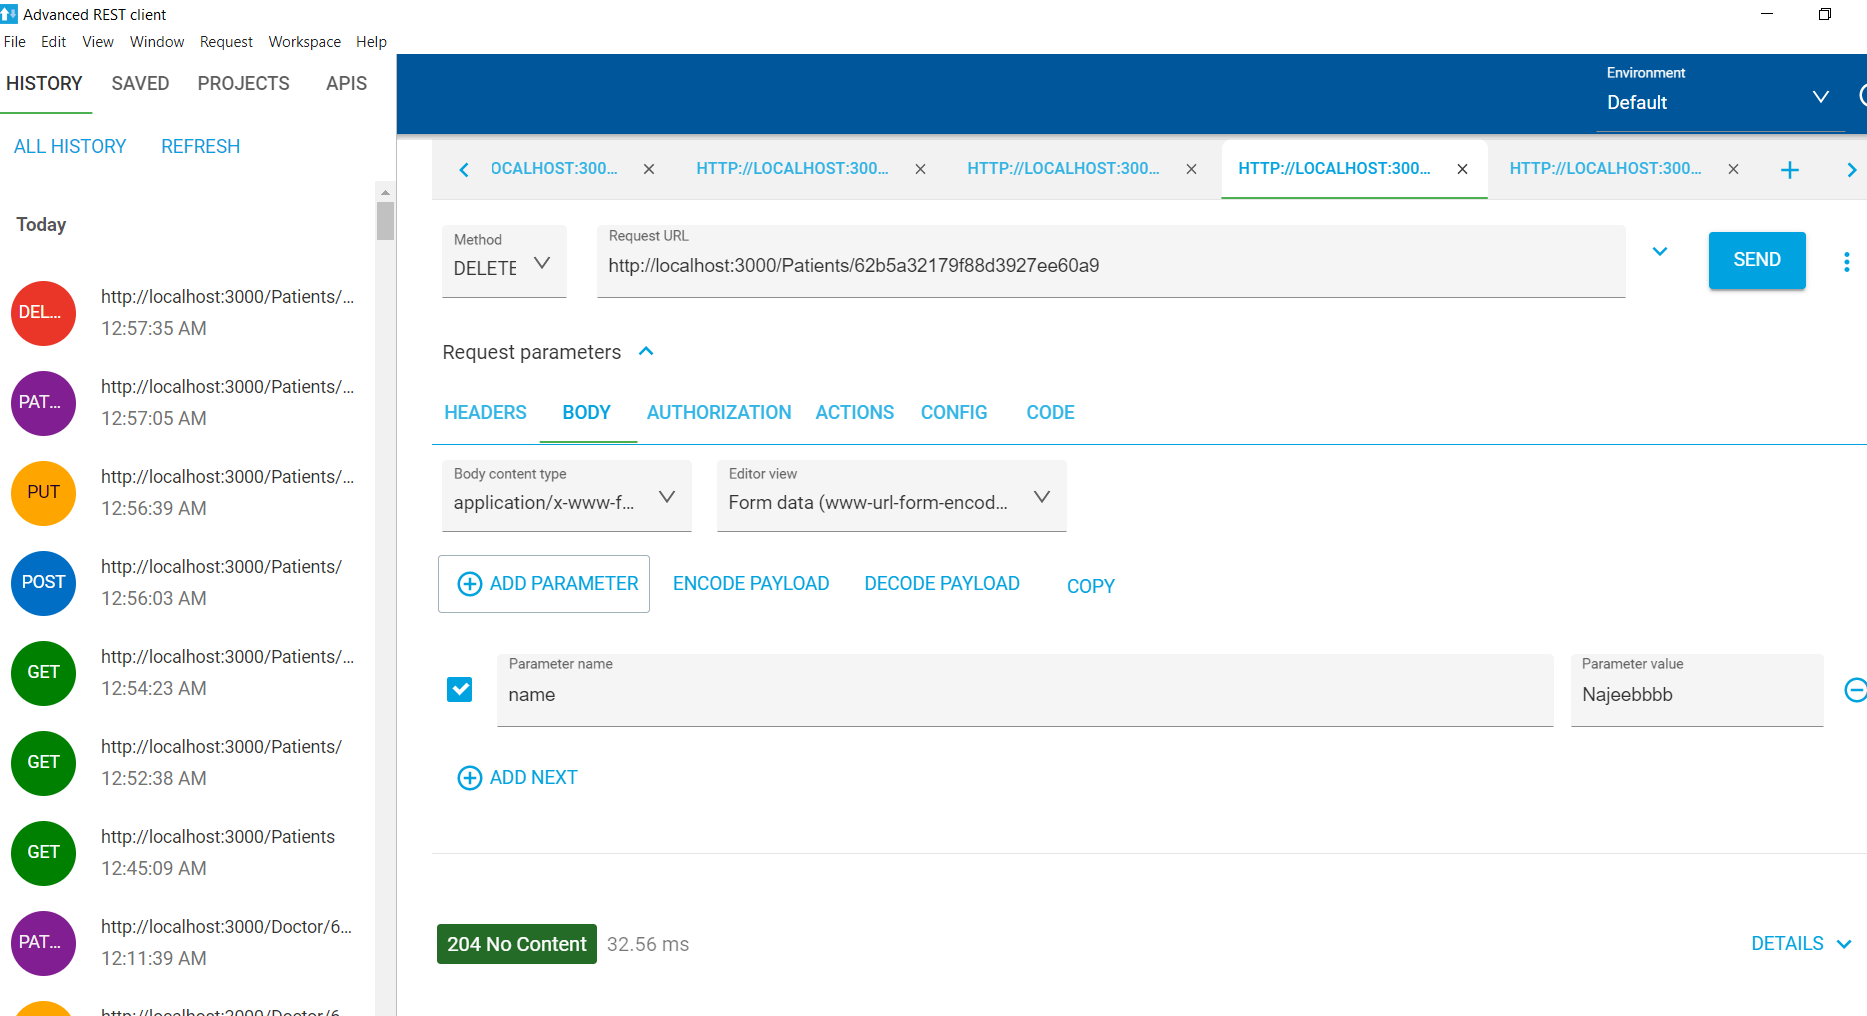 Advanced REST client
File Edit View Window Request Workspace Help
HISTORY SAVED PROJECTS APIS
ALL HISTORY REFRESH
Today
DEL... http://localhost:3000/Patients/...
12:57:35 AM
PAT... http://localhost:3000/Patients/...
12:57:05 AM
PUT http://localhost:3000/Patients/...
12:56:39 AM
POST http://localhost:3000/Patients/
12:56:03 AM
GET http://localhost:3000/Patients/...
12:54:23 AM
GET http://localhost:3000/Patients/
12:52:38 AM
GET http://localhost:3000/Patients
12:45:09 AM
PAT... http://localhost:3000/Doctor/6...
12:11:39 AM
http://localhost:3000/Doctor/6
Environment
Default
OCALHOST:300... HTTP://LOCALHOST:300... HTTP://LOCALHOST:300... HTTP://LOCALHOST:300... HTTP://LOCALHOST:300...
Method
DELETE
Request URL
http://localhost:3000/Patients/62b5a32179f88d3927ee60a9
SEND
Request parameters
HEADERS BODY AUTHORIZATION ACTIONS CONFIG CODE
Body content type
application/x-www-f...
Editor view
Form data (www-url-form-encod...
ADD PARAMETER ENCODE PAYLOAD DECODE PAYLOAD COPY
Parameter name
name
Parameter value
Najeebbbb
ADD NEXT
204 No Content 32.56 ms
DETAILS